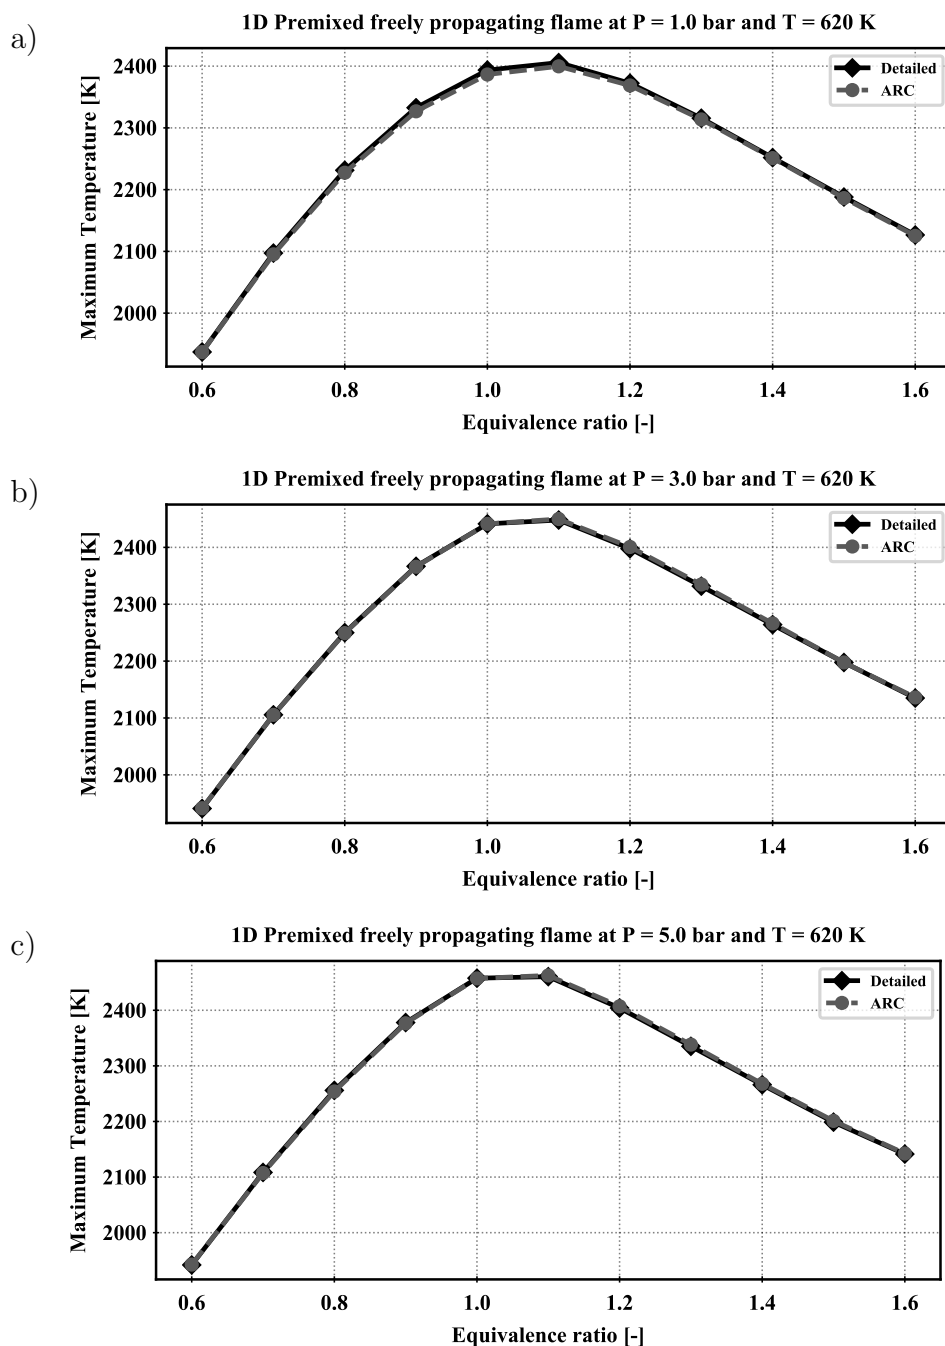 a)
1D Premixed freely propagating flame at P = 1.0 bar and T = 620 K
Maximum Temperature [K]
2400
2300
2200
2100
2000
Detailed
ARC
0.6 0.8 1.0 1.2 1.4 1.6
Equivalence ratio [-]
b)
1D Premixed freely propagating flame at P = 3.0 bar and T = 620 K
Maximum Temperature [K]
2400
2300
2200
2100
2000
Detailed
ARC
0.6 0.8 1.0 1.2 1.4 1.6
Equivalence ratio [-]
c)
1D Premixed freely propagating flame at P = 5.0 bar and T = 620 K
Maximum Temperature [K]
2400
2300
2200
2100
2000
Detailed
ARC
0.6 0.8 1.0 1.2 1.4 1.6
Equivalence ratio [-]